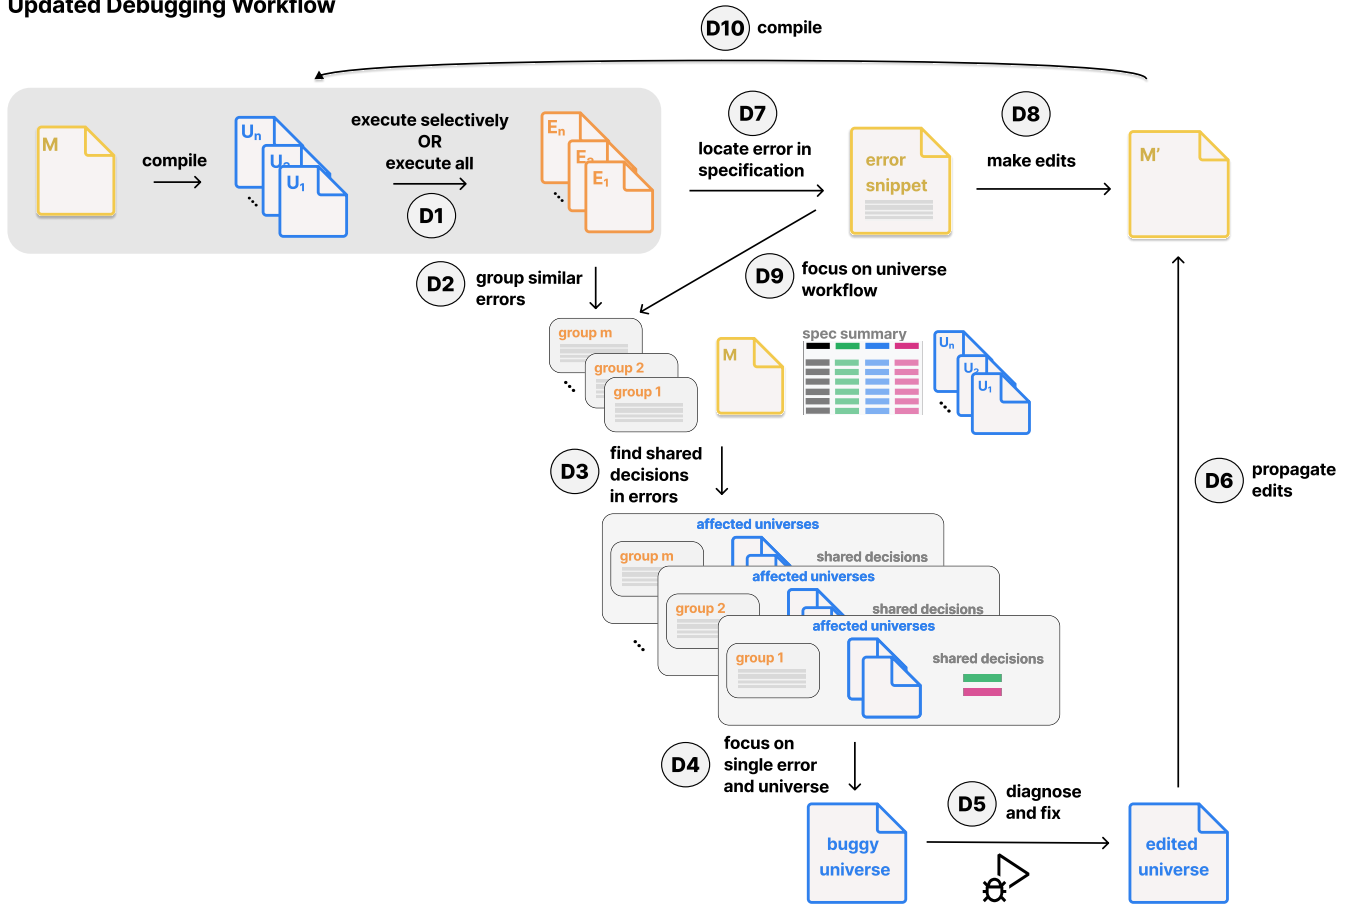 Updated Debugging Workflow
D10 compile
M
compile
Un
U2
U1
execute selectively
OR
execute all
D1
En
E2
E1
D7
locate error in
specification
error
snippet
D8
make edits
M'
D2
group similar
errors
D9
focus on universe
workflow
group m
group 2
group 1
M
spec summary
Un
U2
U1
D3
find shared
decisions
in errors
D6
propagate
edits
affected universes
group m
shared decisions
affected universes
group 2
shared decisions
affected universes
group 1
shared decisions
D4
focus on
single error
and universe
D5
diagnose
and fix
buggy
universe
edited
universe